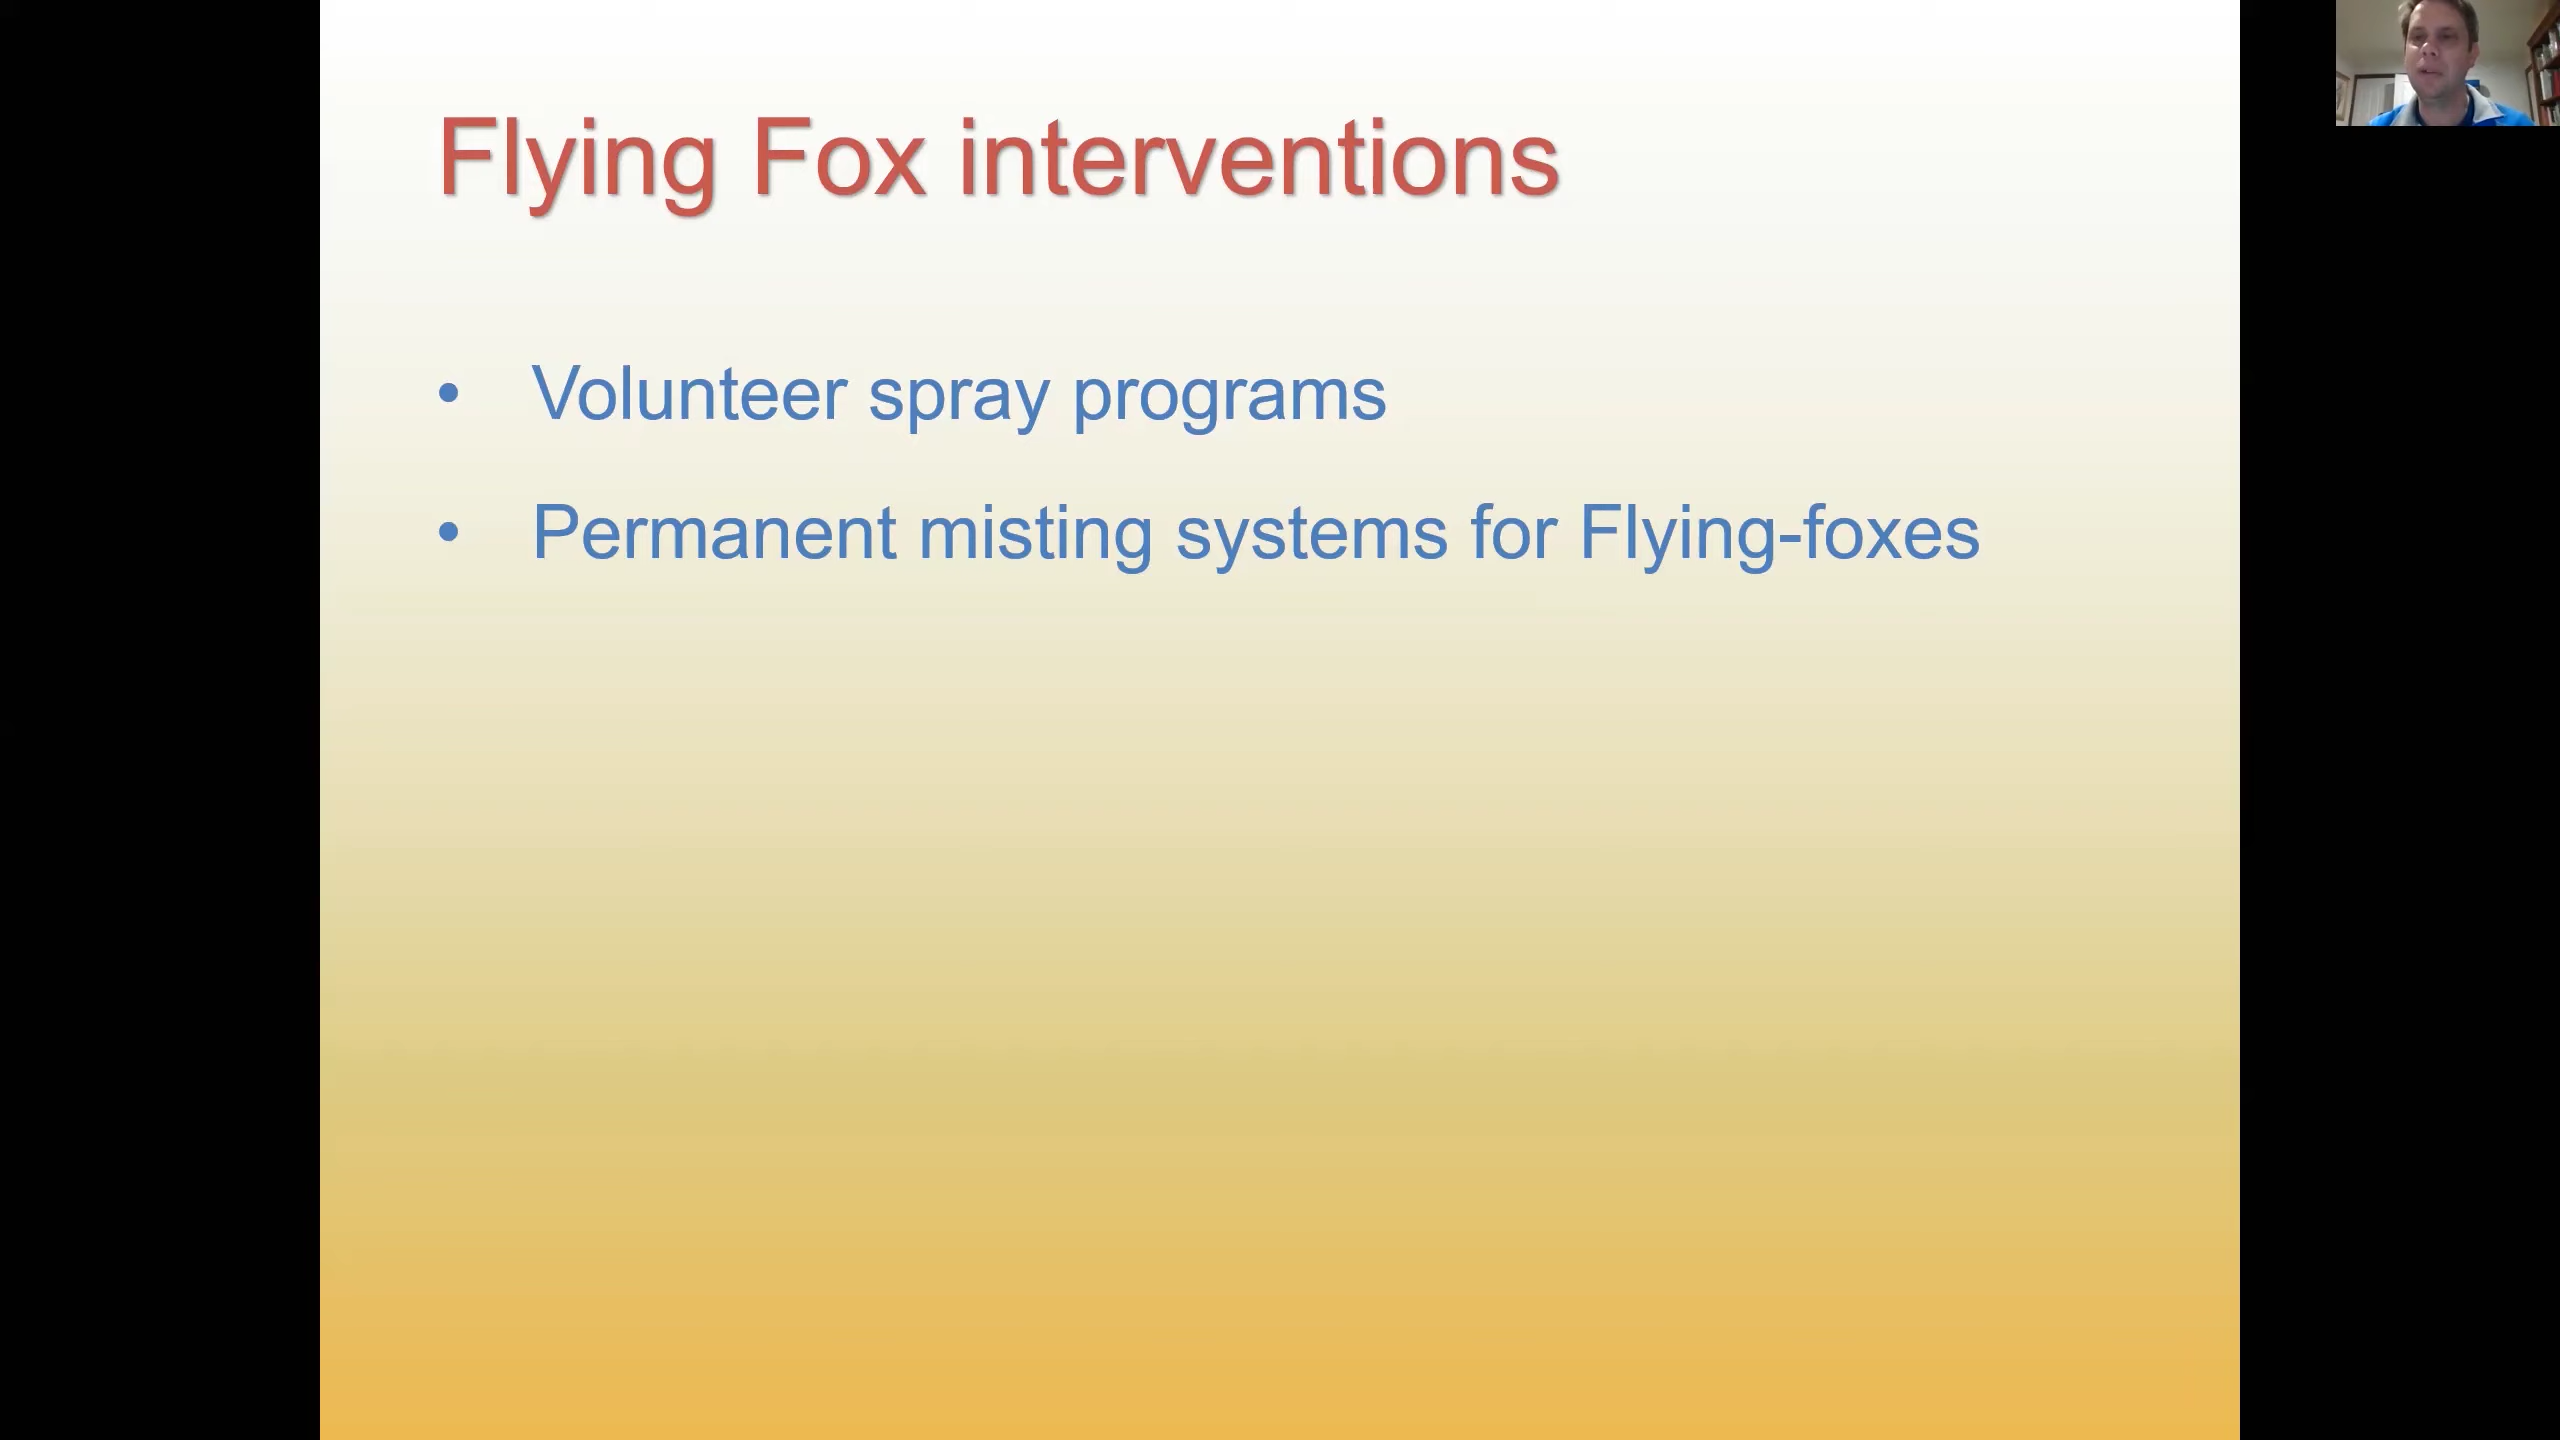 Flying Fox interventions
• Volunteer spray programs
• Permanent misting systems for Flying-foxes